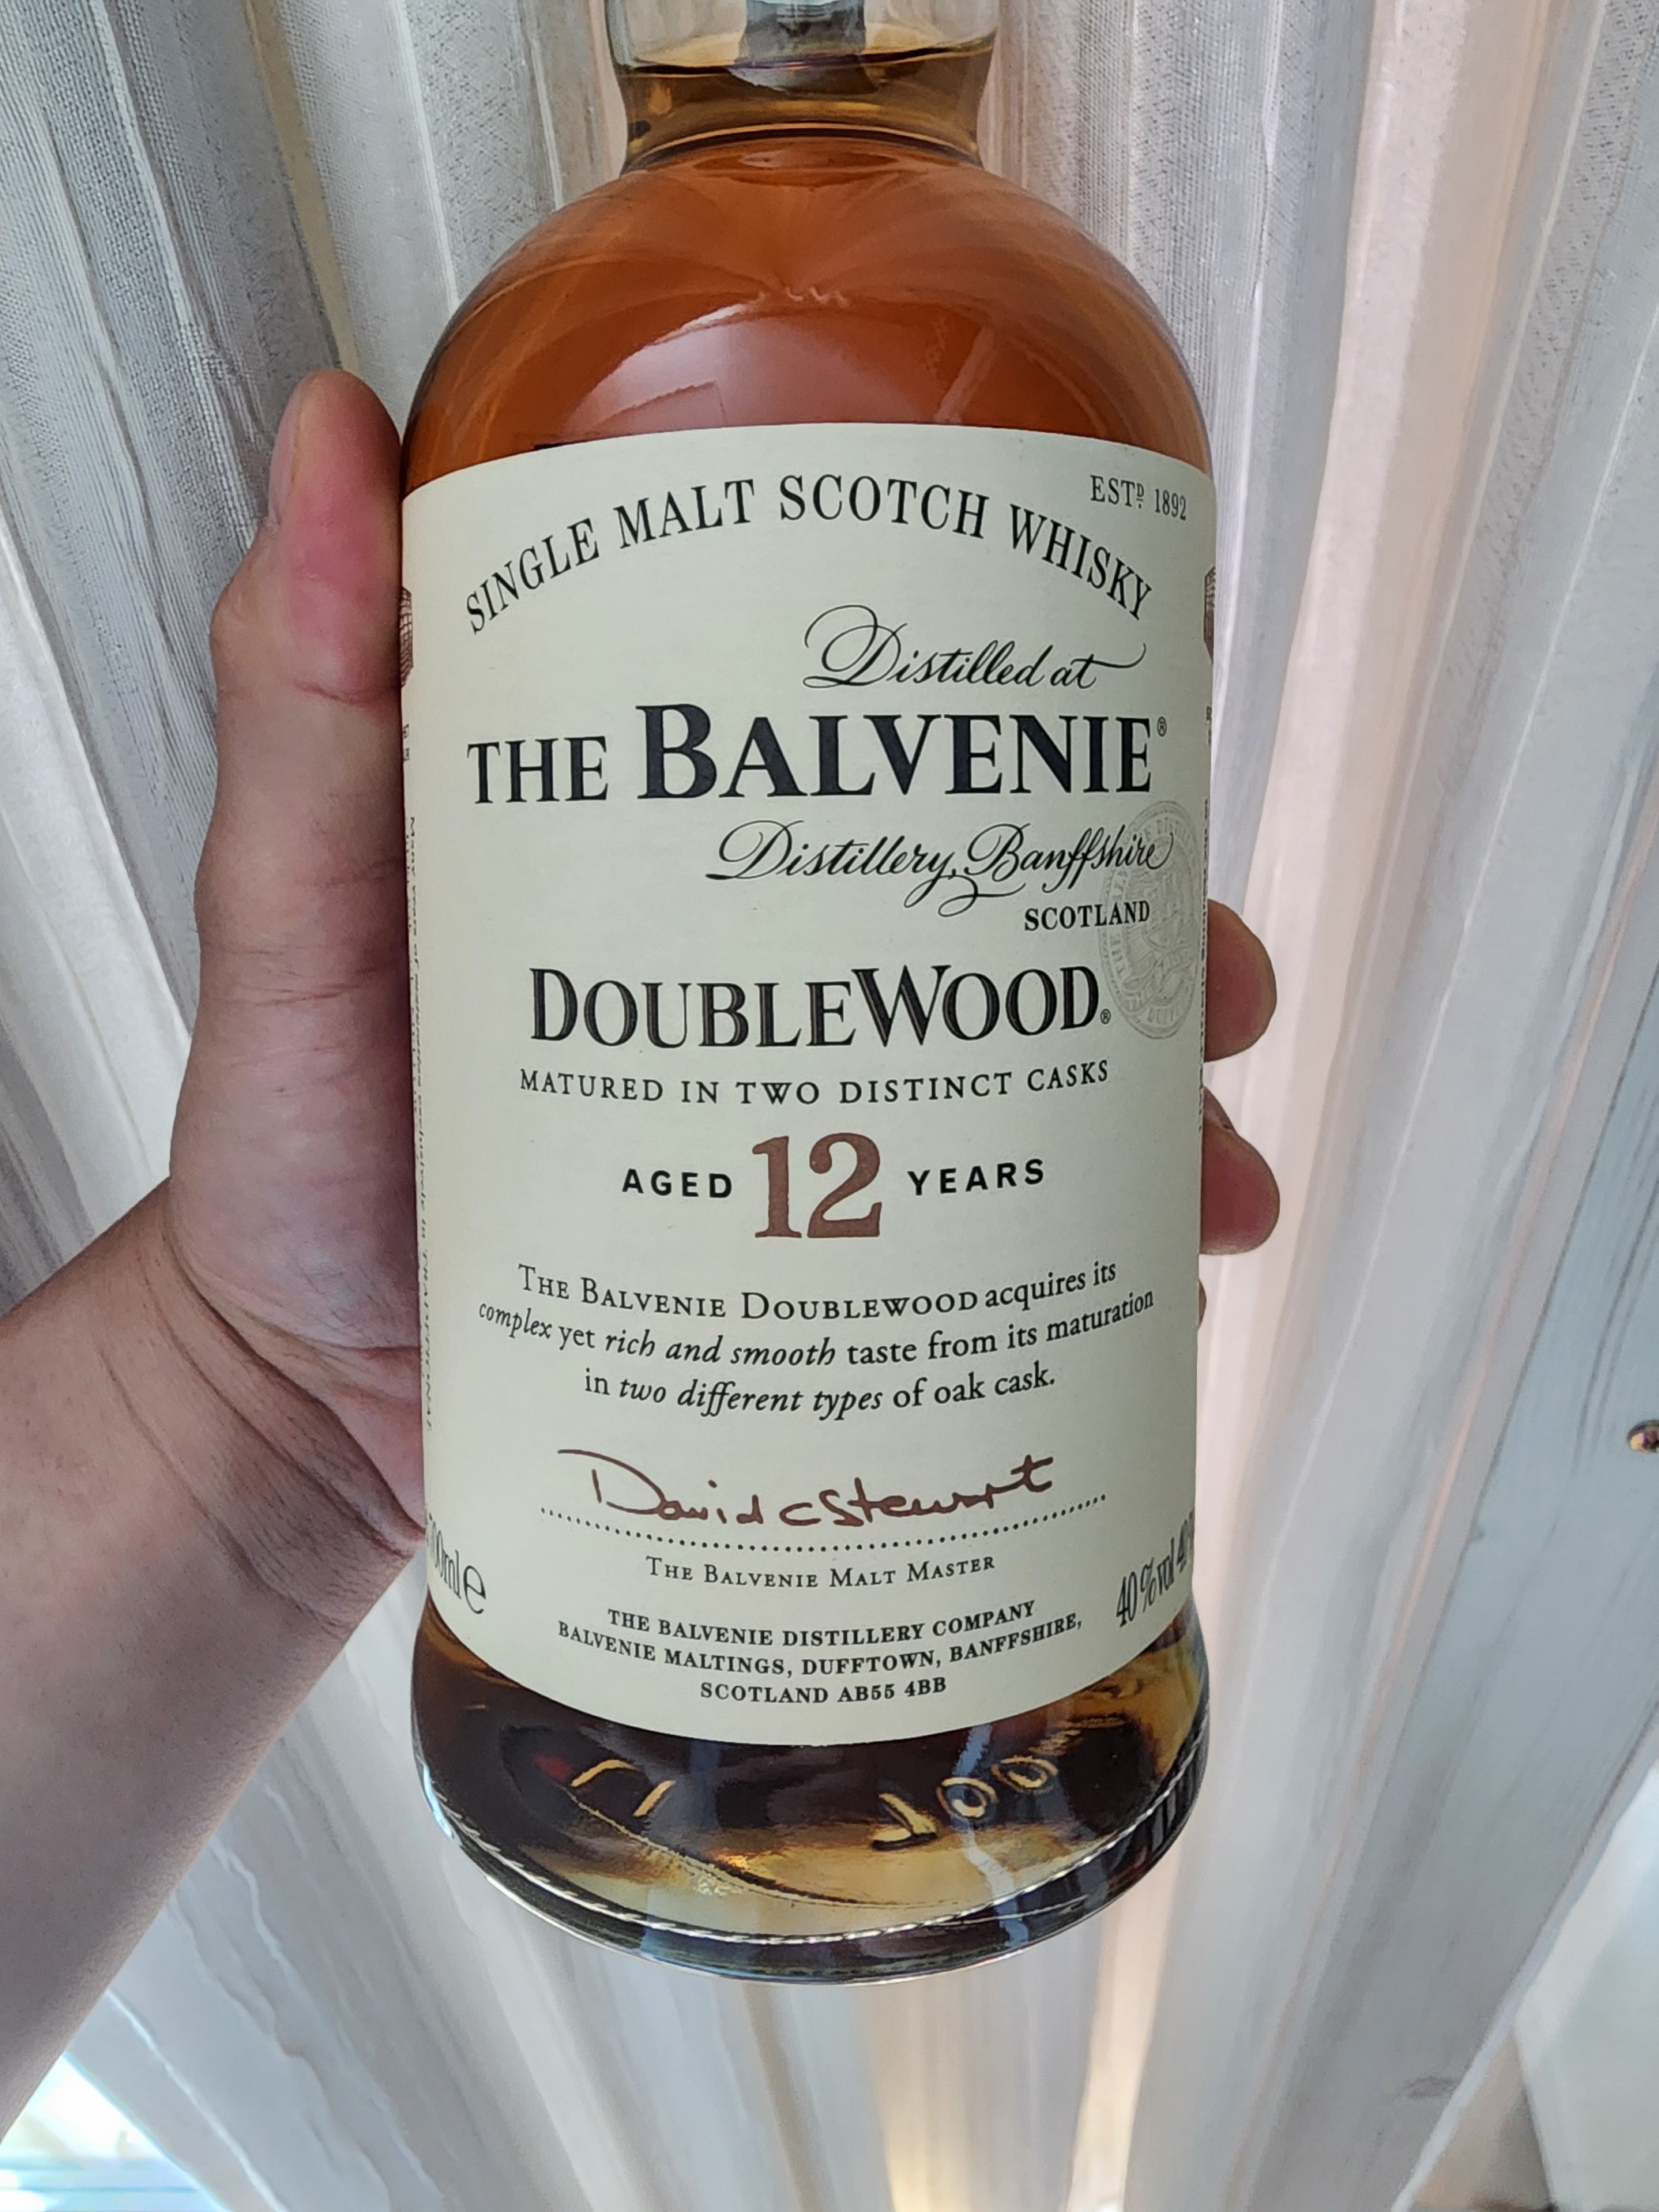 SINGLE MALT SCOTCH WHISKY
ESTD. 1892
Distilled at
THE BALVENIE®
Distillery, Banffshire
SCOTLAND
DOUBLEWOOD®
MATURED IN TWO DISTINCT CASKS
AGED 12 YEARS
THE BALVENIE DOUBLEWOOD acquires its
complex yet rich and smooth taste from its maturation
in two different types of oak cask.
David C Stewart
THE BALVENIE MALT MASTER
ml e
40%vol
THE BALVENIE DISTILLERY COMPANY
BALVENIE MALTINGS, DUFFTOWN, BANFFSHIRE,
SCOTLAND AB55 4BB